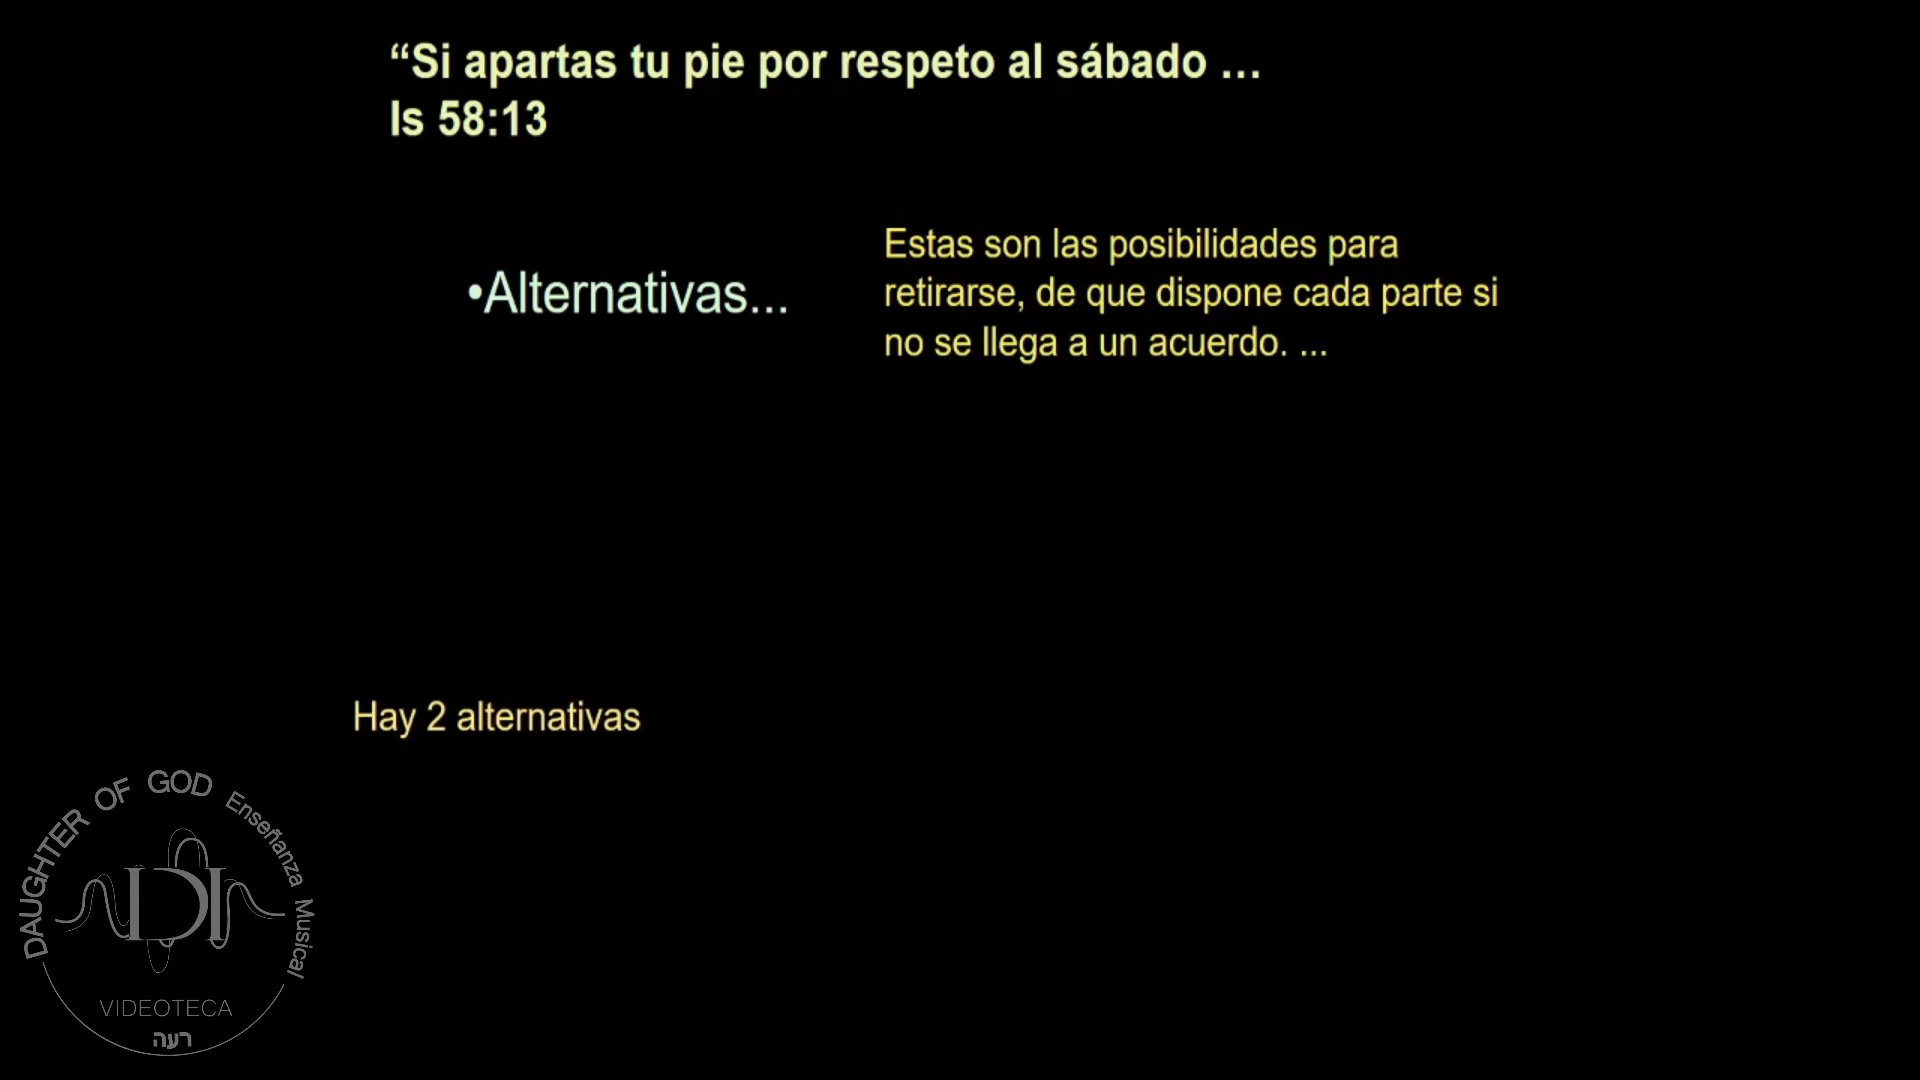 “Si apartas tu pie por respeto al sábado ...
Is 58:13
•Alternativas...
Estas son las posibilidades para
retirarse, de que dispone cada parte si
no se llega a un acuerdo. ...
Hay 2 alternativas
DAUGHTER OF GOD Enseñanza Musical
DI
VIDEOTECA
רעה